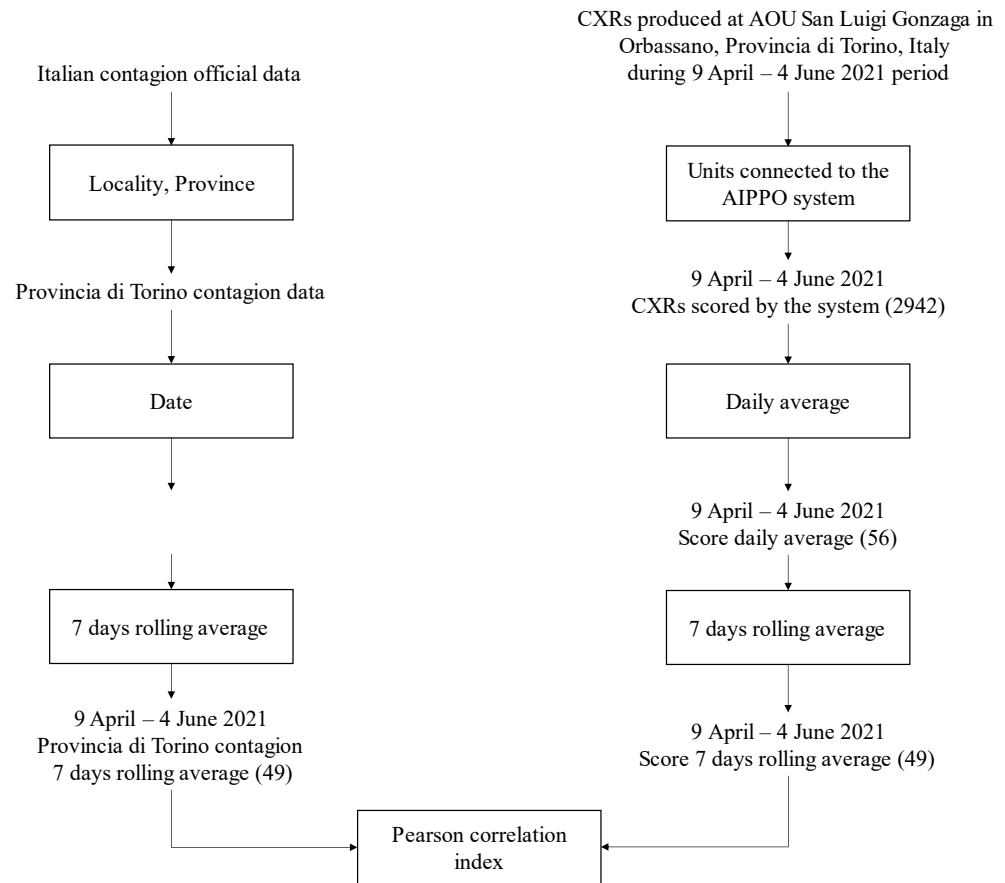 Italian contagion official data
Locality, Province
Provincia di Torino contagion data
Date
7 days rolling average
9 April – 4 June 2021
Provincia di Torino contagion
7 days rolling average (49)
CXRs produced at AOU San Luigi Gonzaga in
Orbassano, Provincia di Torino, Italy
during 9 April – 4 June 2021 period
Units connected to the
AIPPO system
9 April – 4 June 2021
CXRs scored by the system (2942)
Daily average
9 April – 4 June 2021
Score daily average (56)
7 days rolling average
9 April – 4 June 2021
Score 7 days rolling average (49)
Pearson correlation
index